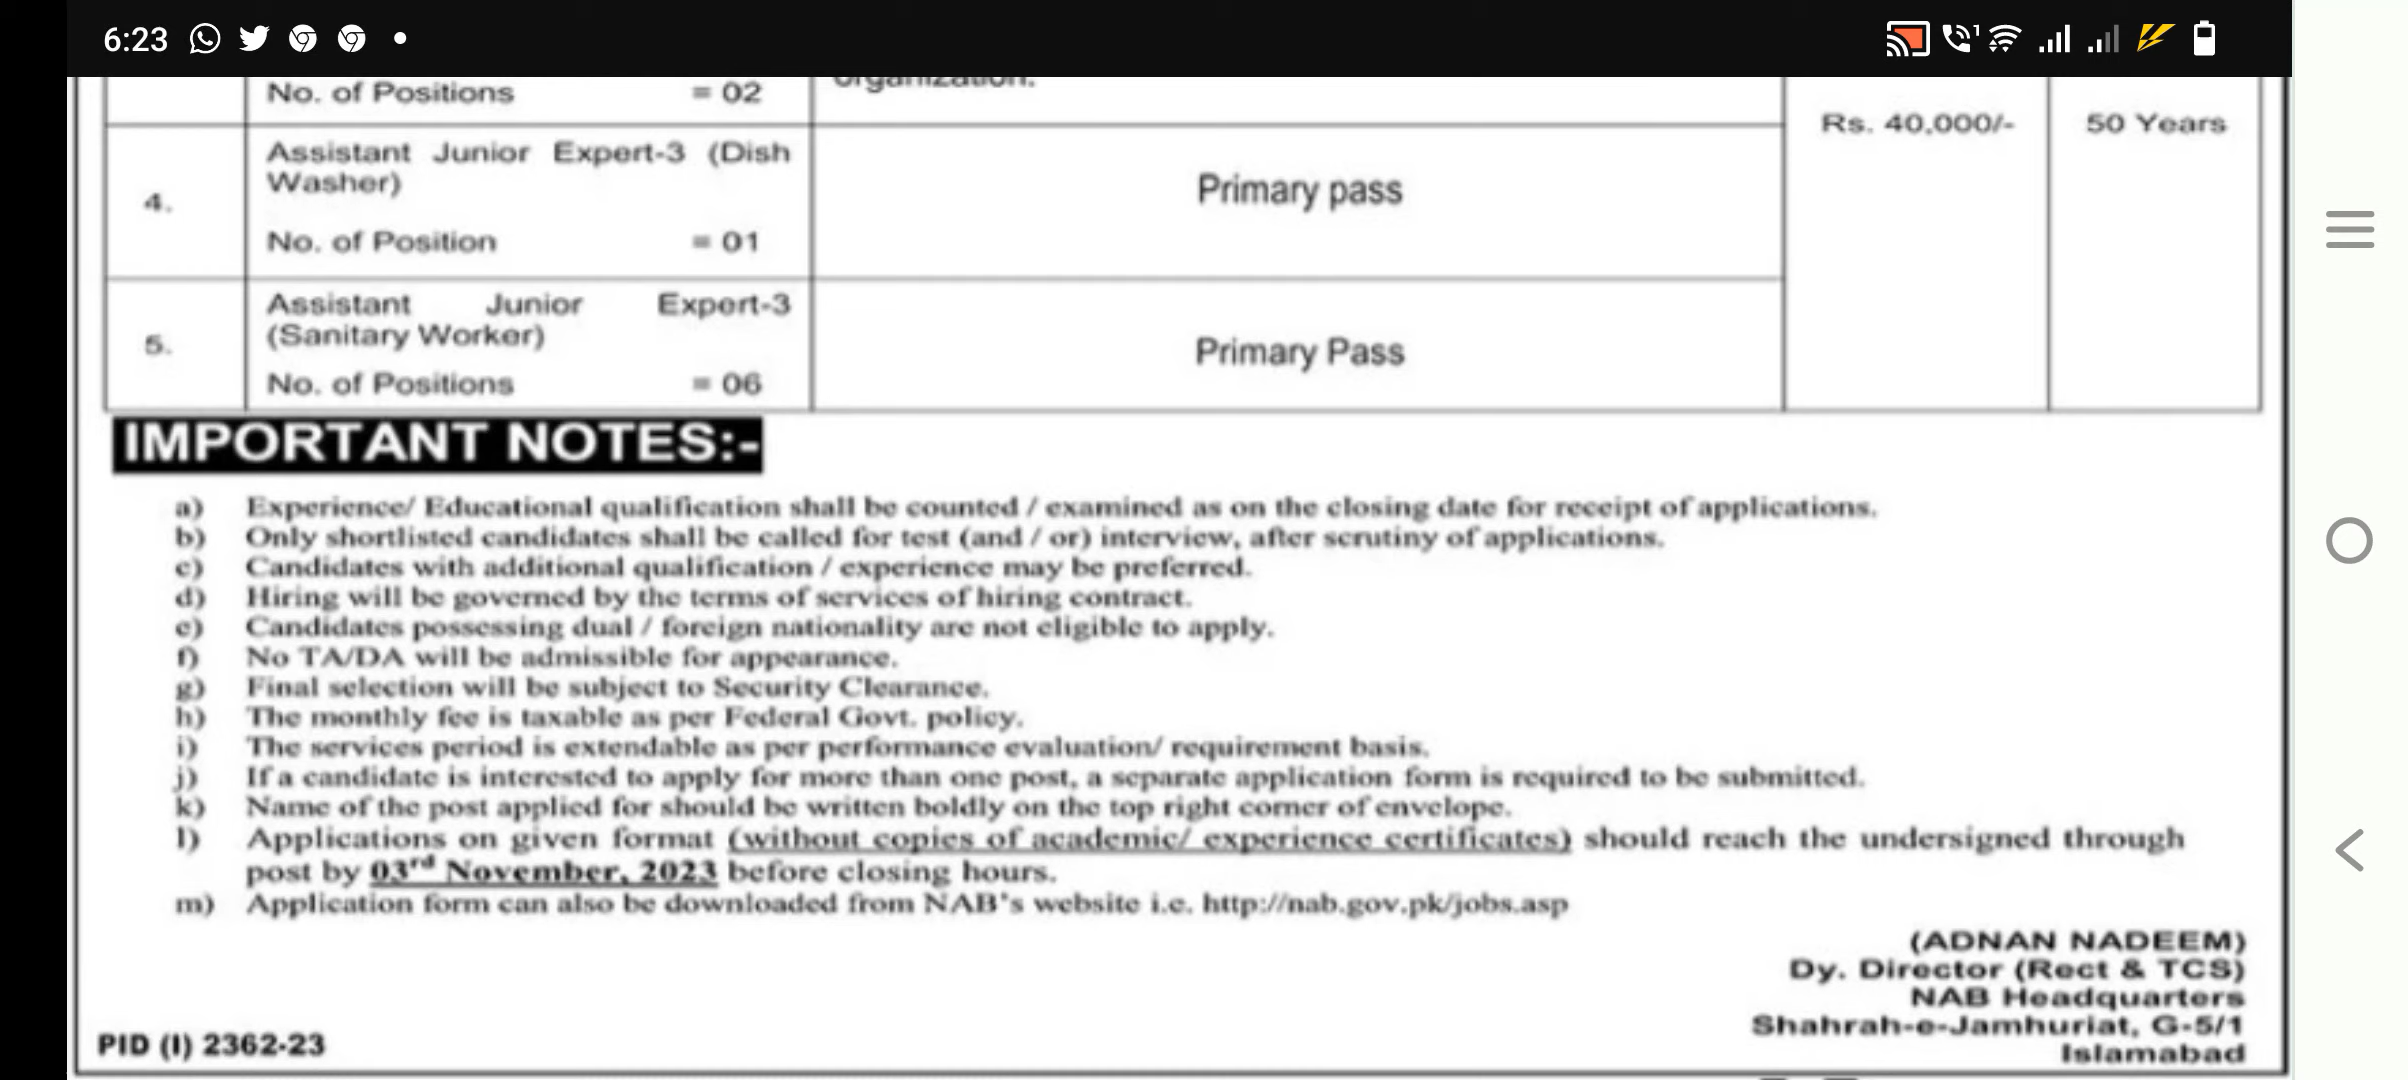 6:23
organization.
No. of Positions = 02
Rs. 40,000/- 50 Years
4. Assistant Junior Expert-3 (Dish
Washer)
No. of Position = 01
Primary pass
5. Assistant Junior Expert-3
(Sanitary Worker)
No. of Positions = 06
Primary Pass
IMPORTANT NOTES:-
a) Experience/ Educational qualification shall be counted / examined as on the closing date for receipt of applications.
b) Only shortlisted candidates shall be called for test (and / or) interview, after scrutiny of applications.
c) Candidates with additional qualification / experience may be preferred.
d) Hiring will be governed by the terms of services of hiring contract.
e) Candidates possessing dual / foreign nationality are not eligible to apply.
f) No TA/DA will be admissible for appearance.
g) Final selection will be subject to Security Clearance.
h) The monthly fee is taxable as per Federal Govt. policy.
i) The services period is extendable as per performance evaluation/ requirement basis.
j) If a candidate is interested to apply for more than one post, a separate application form is required to be submitted.
k) Name of the post applied for should be written boldly on the top right corner of envelope.
l) Applications on given format (without copies of academic/ experience certificates) should reach the undersigned through
post by 03rd November, 2023 before closing hours.
m) Application form can also be downloaded from NAB's website i.e. http://nab.gov.pk/jobs.asp
(ADNAN NADEEM)
Dy. Director (Rect & TCS)
NAB Headquarters
Shahrah-e-Jamhuriat, G-5/1
Islamabad
PID (I) 2362-23